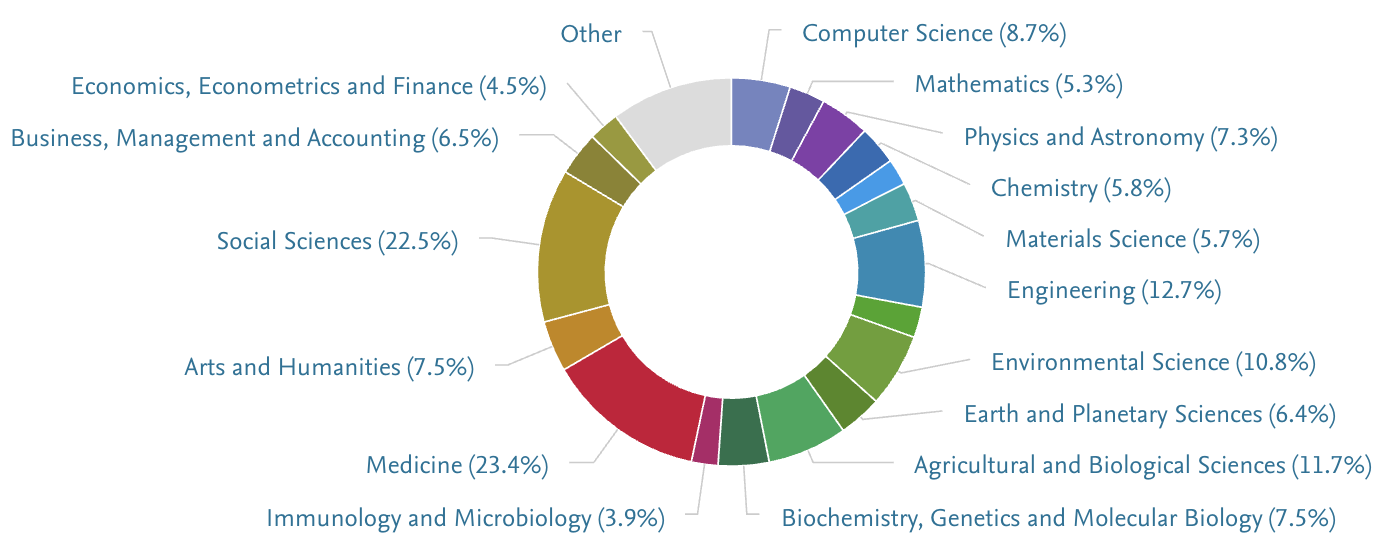 Other
Computer Science (8.7%)
Economics, Econometrics and Finance (4.5%)
Mathematics (5.3%)
Business, Management and Accounting (6.5%)
Physics and Astronomy (7.3%)
Chemistry (5.8%)
Social Sciences (22.5%)
Materials Science (5.7%)
Engineering (12.7%)
Arts and Humanities (7.5%)
Environmental Science (10.8%)
Earth and Planetary Sciences (6.4%)
Medicine (23.4%)
Agricultural and Biological Sciences (11.7%)
Immunology and Microbiology (3.9%)
Biochemistry, Genetics and Molecular Biology (7.5%)